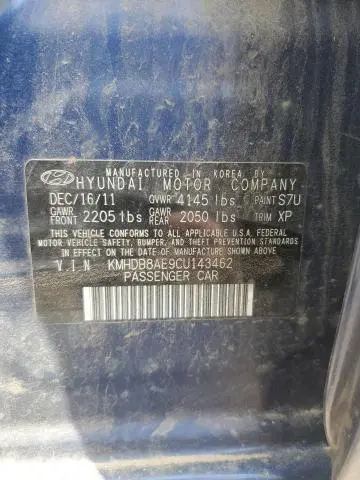 MANUFACTURED IN KOREA BY
HYUNDAI MOTOR COMPANY
DEC/16/11 GVWR 4145 lbs PAINT S7U
GAWR FRONT 2205 lbs GAWR REAR 2050 lbs TRIM XP
THIS VEHICLE CONFORMS TO ALL APPLICABLE U.S.A. FEDERAL
MOTOR VEHICLE SAFETY, BUMPER, AND THEFT PREVENTION
STANDARDS IN EFFECT ON THE DATE OF MANUFACTURE SHOWN ABOVE.
V I N KMHDB8AE9CU143452
PASSENGER CAR